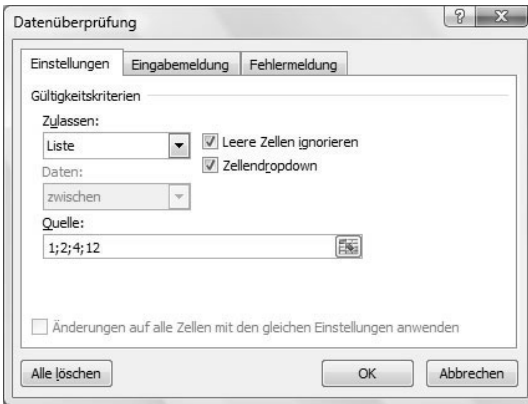 Datenüberprüfung
Einstellungen Eingabemeldung Fehlermeldung
Gültigkeitskriterien
Zulassen:
Liste
Leere Zellen ignorieren
Zellendropdown
Daten:
zwischen
Quelle:
1;2;4;12
Änderungen auf alle Zellen mit den gleichen Einstellungen anwenden
Alle löschen OK Abbrechen